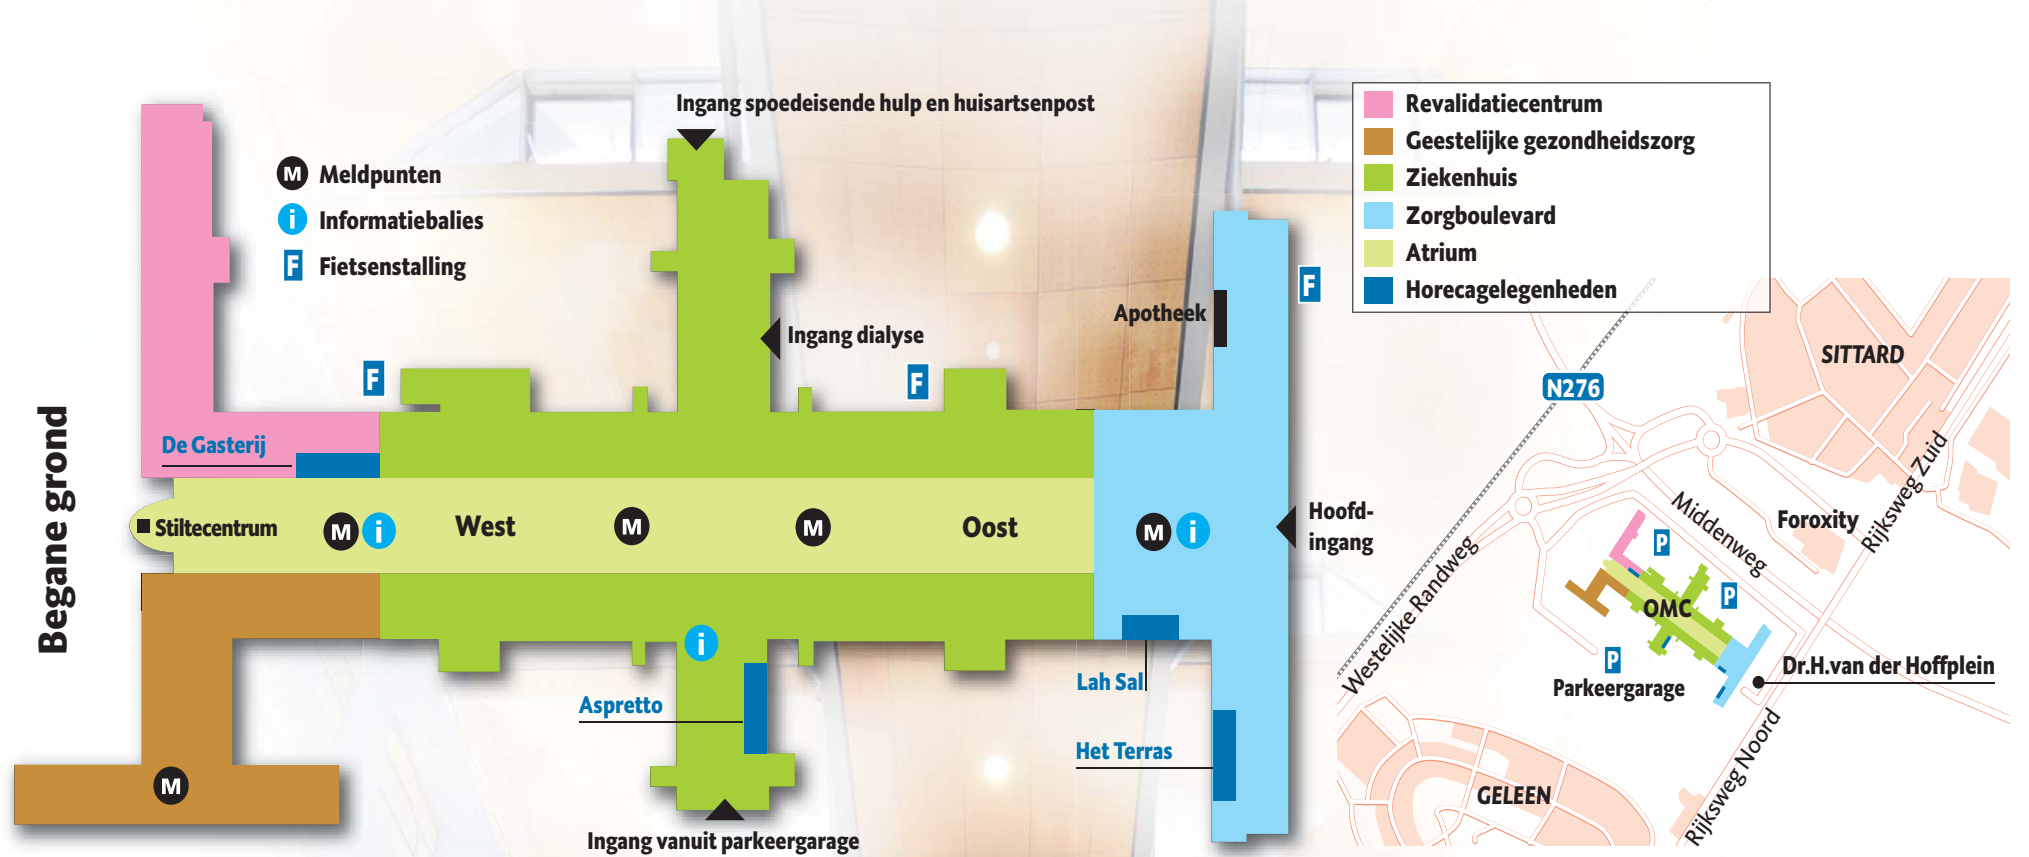 Begane grond
Ingang spoedeisende hulp en huisartsenpost
M Meldpunten
i Informatiebalies
F Fietsenstalling
Revalidatiecentrum
Geestelijke gezondheidszorg
Ziekenhuis
Zorgboulevard
Atrium
Horecagelegenheden
F
Apotheek
Ingang dialyse
F
F
De Gasterij
Stiltecentrum
M
i
West
M
M
Oost
M
i
Hoofd-
ingang
i
Aspretto
Lah Sal
Het Terras
M
Ingang vanuit parkeergarage
SITTARD
N276
Rijksweg Zuid
Middenweg
Foroxity
Westelijke Randweg
P
P
OMC
P
Parkeergarage
Dr.H.van der Hoffplein
Rijksweg Noord
GELEEN